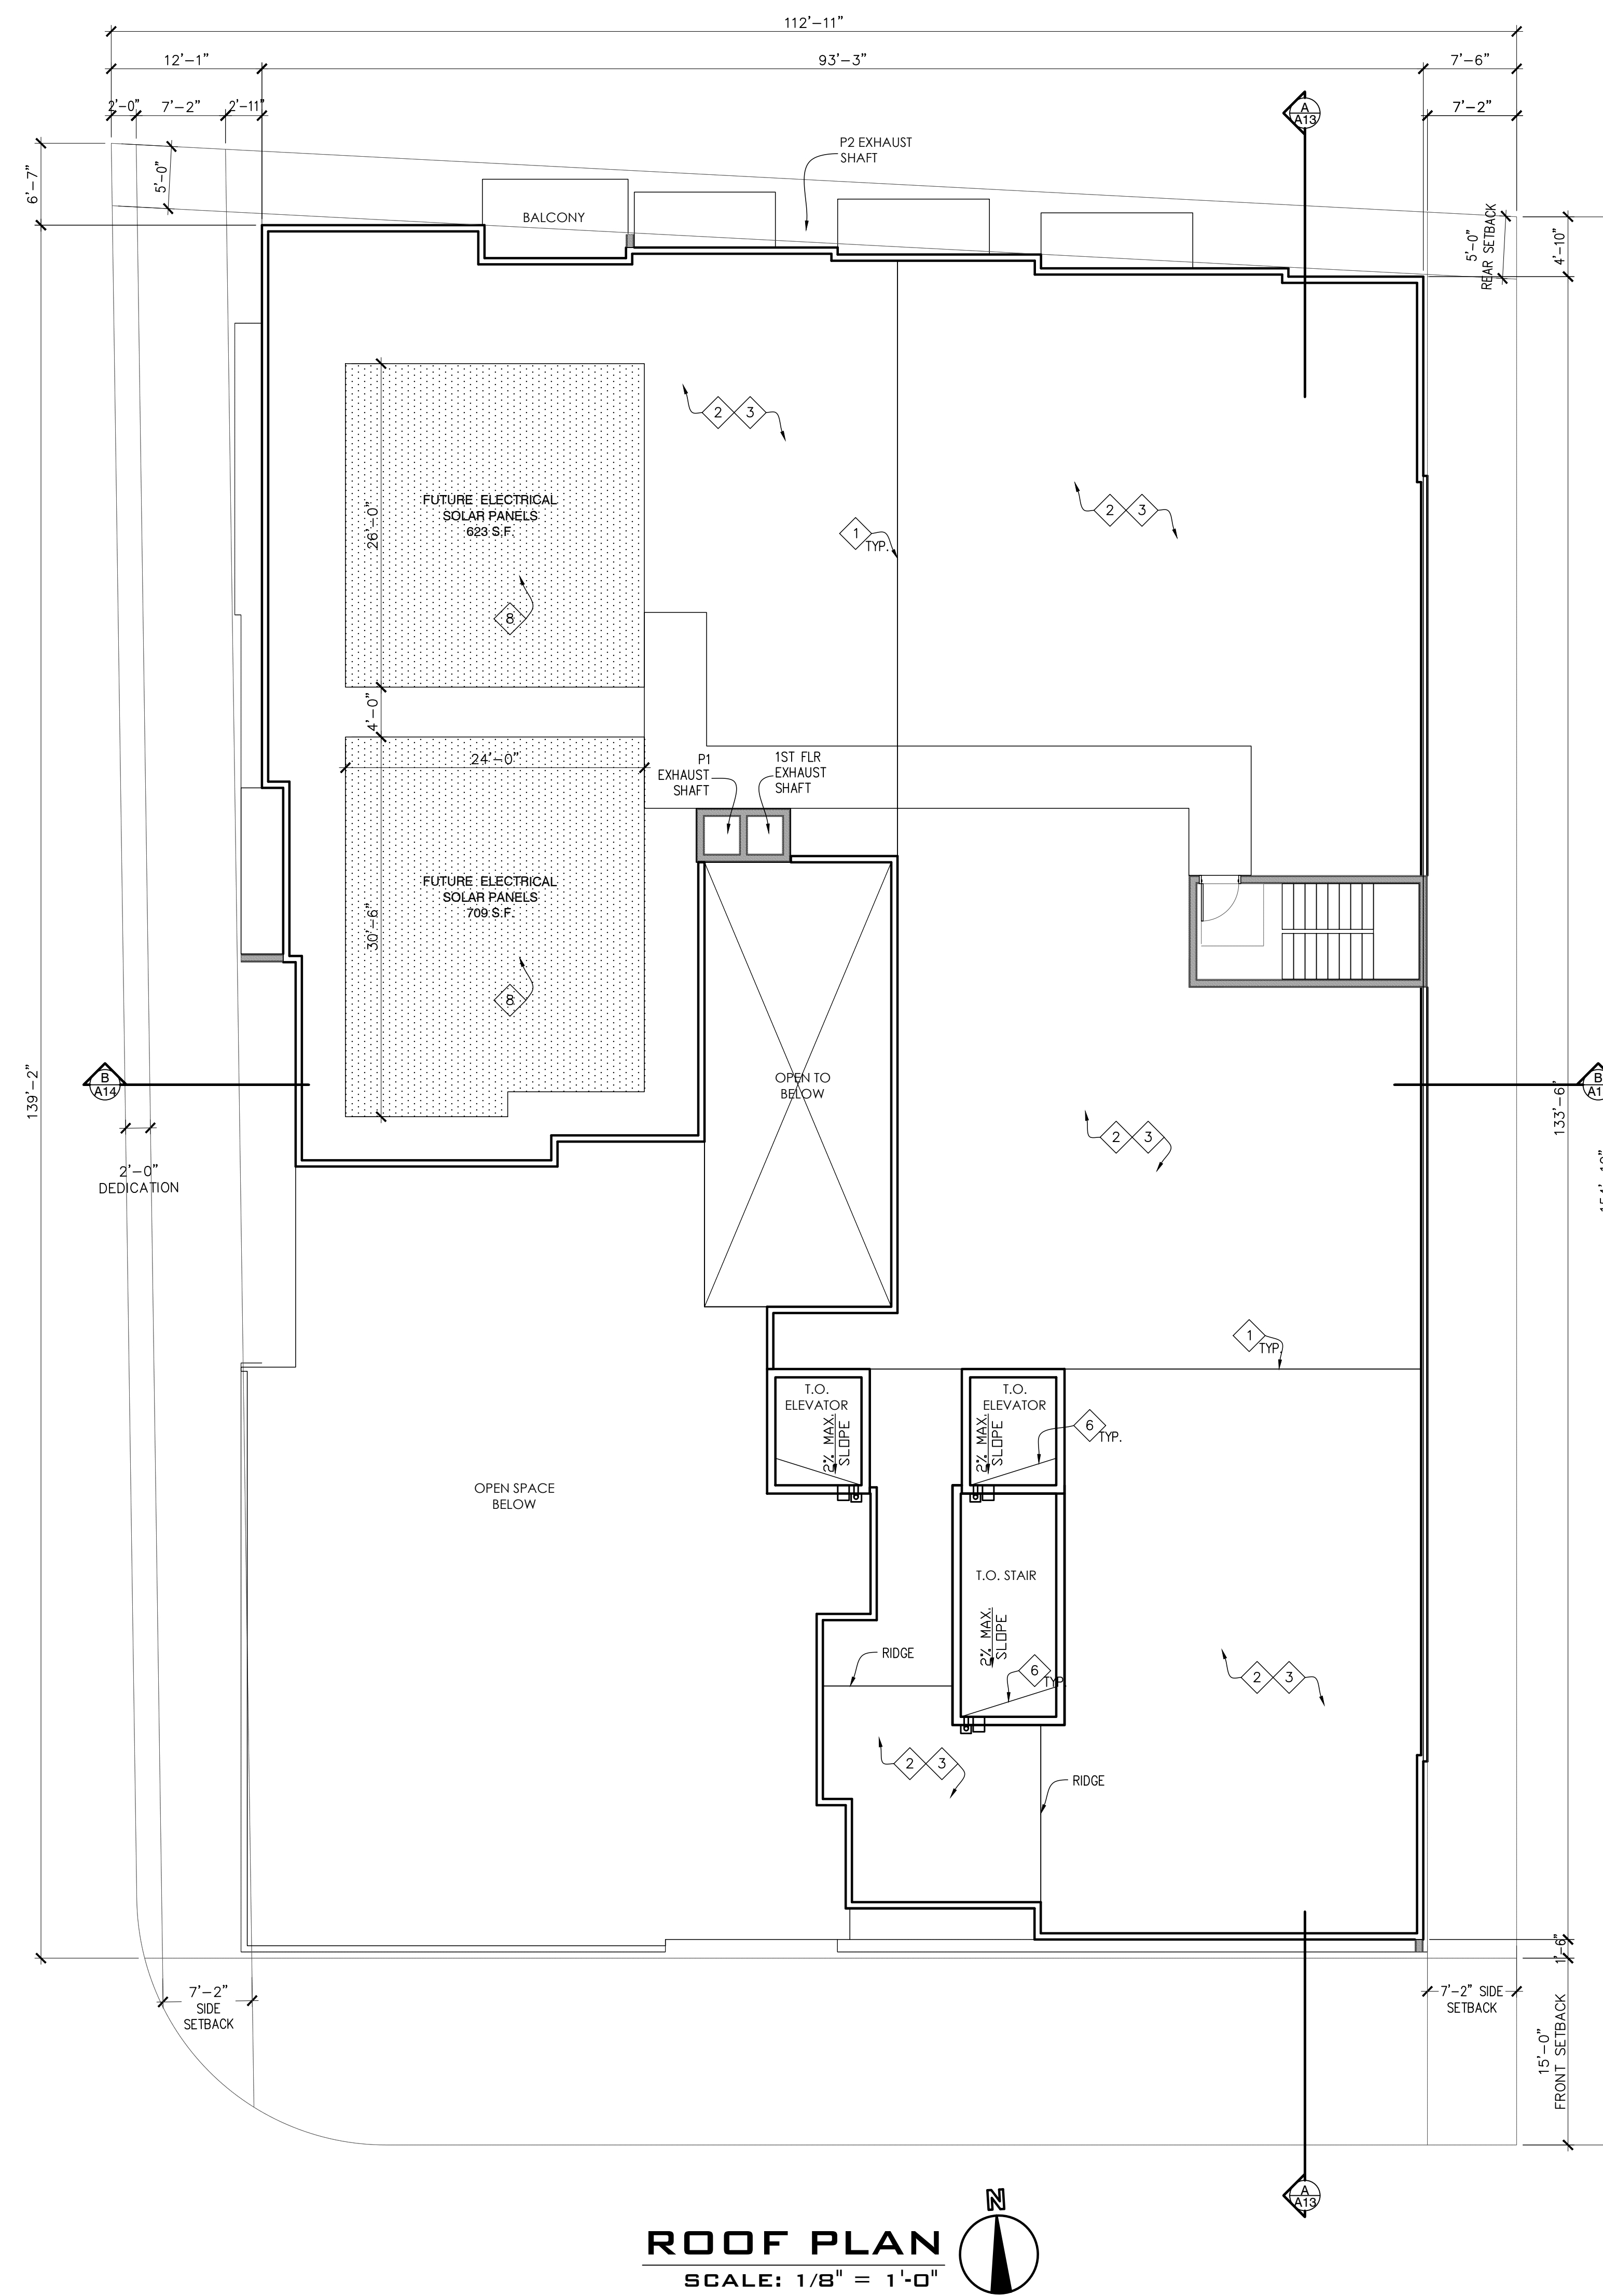 112'-11"
12'-1"
93'-3"
7'-6"
2'-0"
7'-2"
2'-11"
7'-2"
A
A13
P2 EXHAUST
SHAFT
6'-7"
5'-0"
BALCONY
5'-0"
REAR SETBACK
4'-10"
2
3
FUTURE ELECTRICAL
SOLAR PANELS
623 S.F.
26'-0"
2
3
1
TYP.
8
4'-0"
24'-0"
P1
EXHAUST
SHAFT
1ST FLR
EXHAUST
SHAFT
FUTURE ELECTRICAL
SOLAR PANELS
709 S.F.
30'-6"
8
139'-2"
B
A14
OPEN TO
BELOW
B
133'-6"
2
3
2'-0"
DEDICATION
1
TYP.
T.O.
ELEVATOR
2% MAX.
SLOPE
T.O.
ELEVATOR
2% MAX.
SLOPE
6
TYP.
OPEN SPACE
BELOW
T.O. STAIR
2% MAX.
SLOPE
RIDGE
6
TYP.
2
3
2
3
RIDGE
1'-6"
7'-2"
SIDE
SETBACK
7'-2" SIDE
SETBACK
15'-0"
FRONT SETBACK
A
A13
N
ROOF PLAN
SCALE: 1/8" = 1'-0"